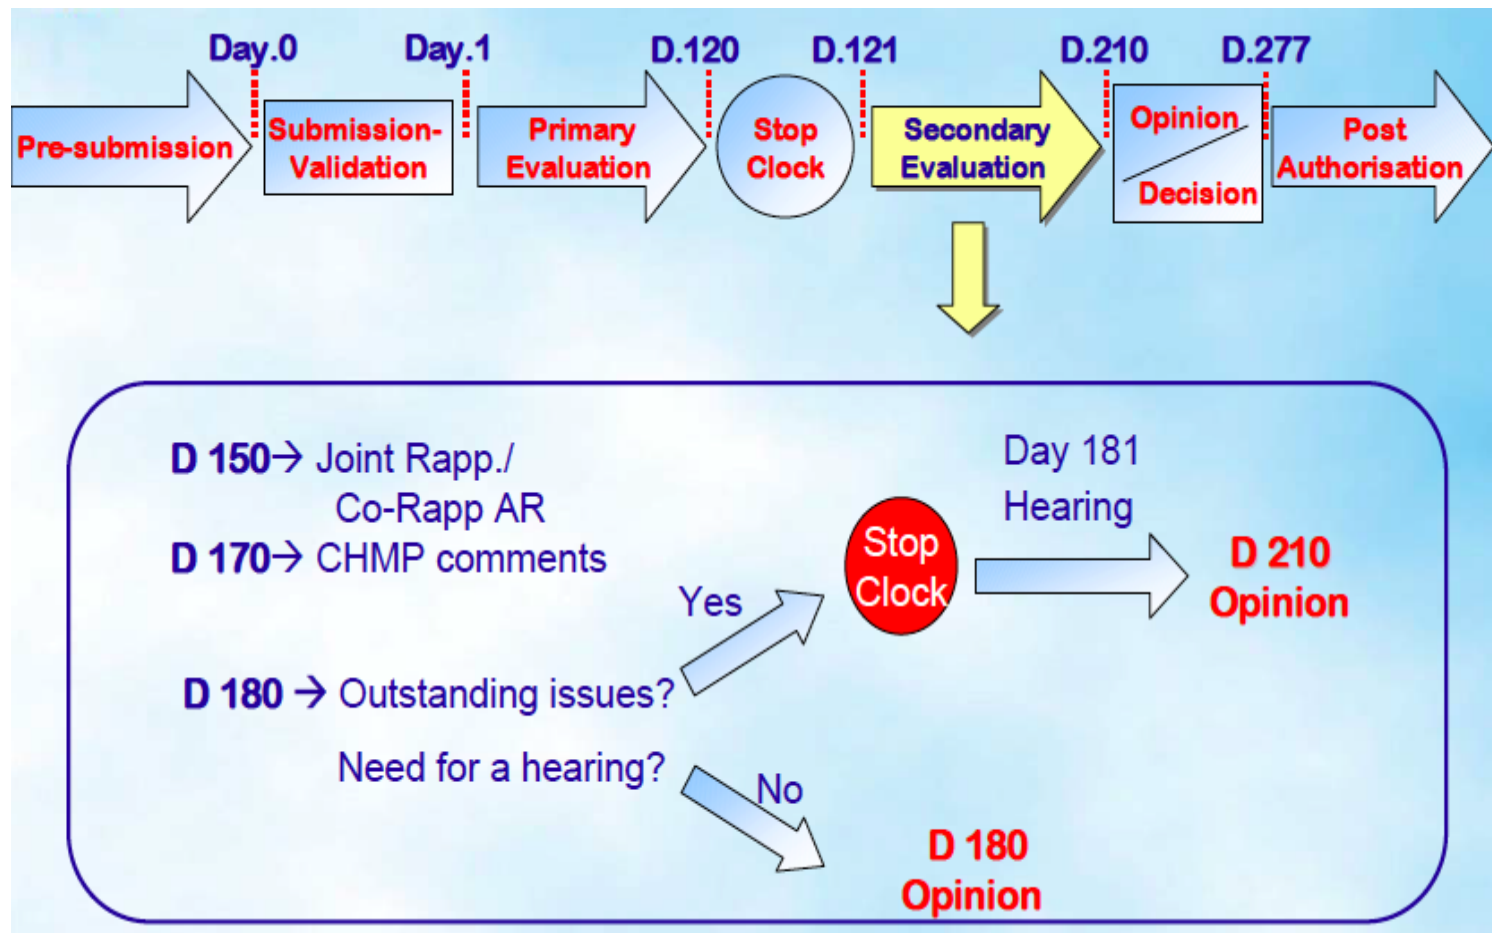 Day.0
Day.1
D.120
D.121
D.210
D.277
Pre-submission
Submission-
Validation
Primary
Evaluation
Stop
Clock
Secondary
Evaluation
Opinion
Decision
Post
Authorisation
D 150→ Joint Rapp./
Co-Rapp AR
D 170→ CHMP comments
D 180 → Outstanding issues?
Need for a hearing?
Yes
No
Stop
Clock
Day 181
Hearing
D 210
Opinion
D 180
Opinion